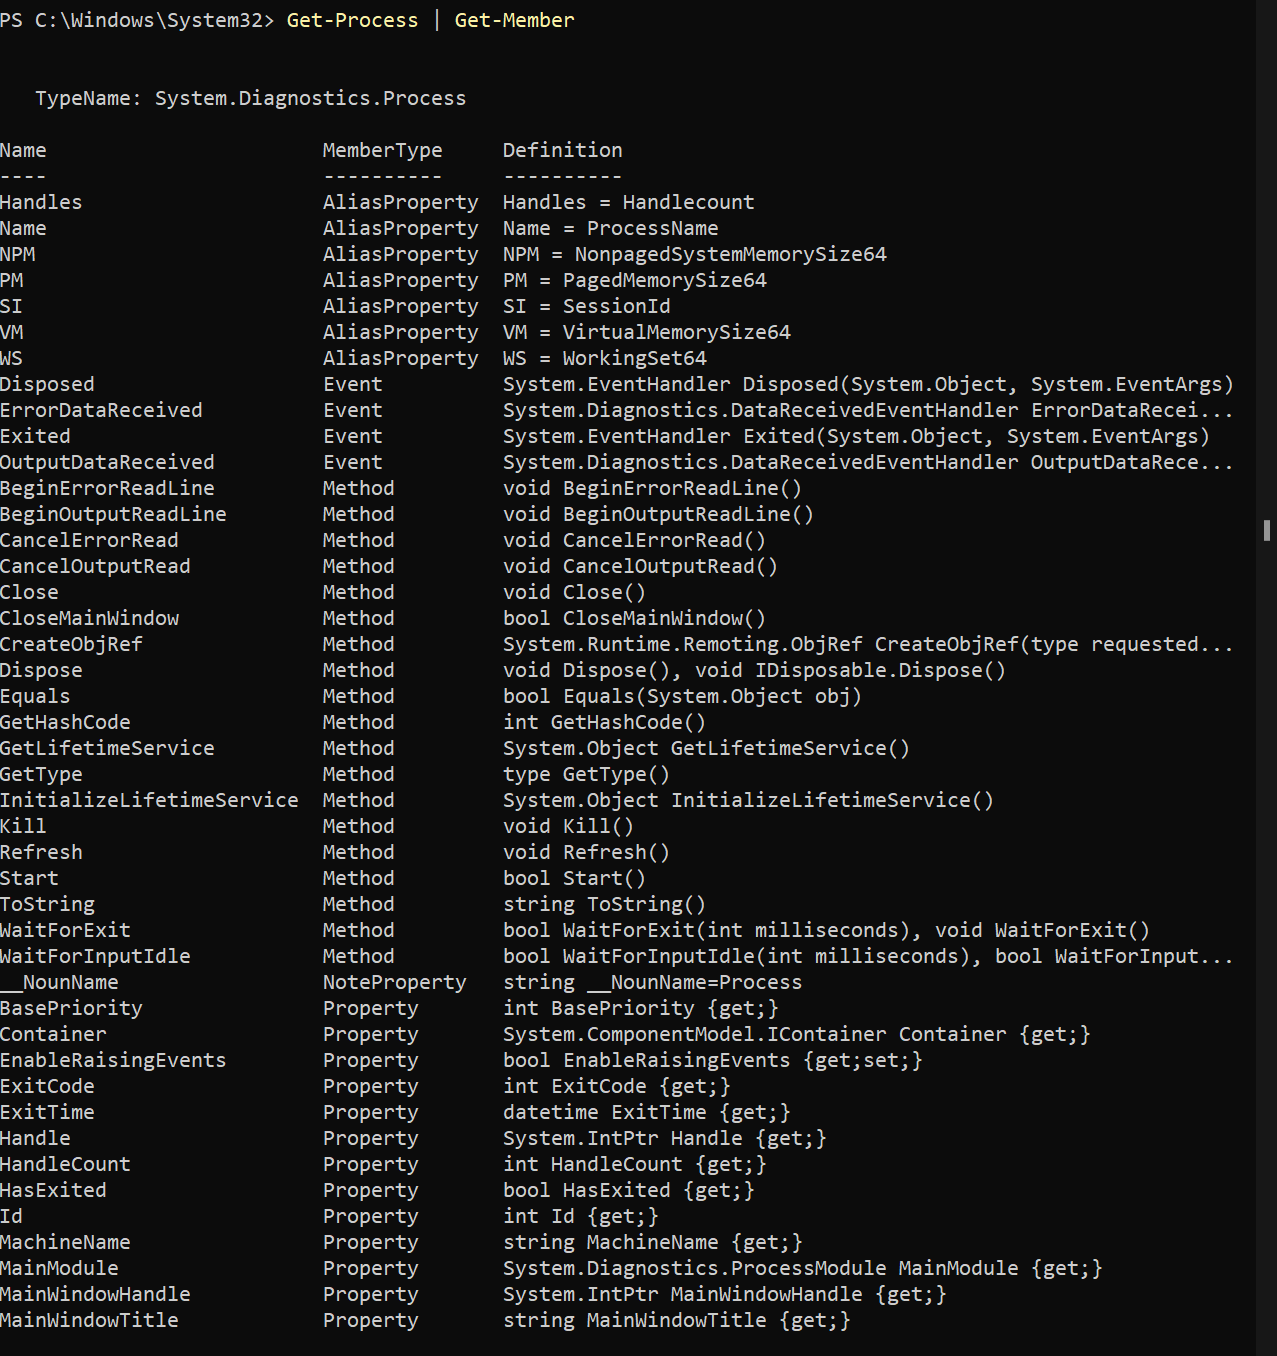 PS C:\Windows\System32> Get-Process | Get-Member
TypeName: System.Diagnostics.Process
Name MemberType Definition
---- ---------- ----------
Handles AliasProperty Handles = Handlecount
Name AliasProperty Name = ProcessName
NPM AliasProperty NPM = NonpagedSystemMemorySize64
PM AliasProperty PM = PagedMemorySize64
SI AliasProperty SI = SessionId
VM AliasProperty VM = VirtualMemorySize64
WS AliasProperty WS = WorkingSet64
Disposed Event System.EventHandler Disposed(System.Object, System.EventArgs)
ErrorDataReceived Event System.Diagnostics.DataReceivedEventHandler ErrorDataRecei...
Exited Event System.EventHandler Exited(System.Object, System.EventArgs)
OutputDataReceived Event System.Diagnostics.DataReceivedEventHandler OutputDataRece...
BeginErrorReadLine Method void BeginErrorReadLine()
BeginOutputReadLine Method void BeginOutputReadLine()
CancelErrorRead Method void CancelErrorRead()
CancelOutputRead Method void CancelOutputRead()
Close Method void Close()
CloseMainWindow Method bool CloseMainWindow()
CreateObjRef Method System.Runtime.Remoting.ObjRef CreateObjRef(type requested...
Dispose Method void Dispose(), void IDisposable.Dispose()
Equals Method bool Equals(System.Object obj)
GetHashCode Method int GetHashCode()
GetLifetimeService Method System.Object GetLifetimeService()
GetType Method type GetType()
InitializeLifetimeService Method System.Object InitializeLifetimeService()
Kill Method void Kill()
Refresh Method void Refresh()
Start Method bool Start()
ToString Method string ToString()
WaitForExit Method bool WaitForExit(int milliseconds), void WaitForExit()
WaitForInputIdle Method bool WaitForInputIdle(int milliseconds), bool WaitForInput...
__NounName NoteProperty string __NounName=Process
BasePriority Property int BasePriority {get;}
Container Property System.ComponentModel.IContainer Container {get;}
EnableRaisingEvents Property bool EnableRaisingEvents {get;set;}
ExitCode Property int ExitCode {get;}
ExitTime Property datetime ExitTime {get;}
Handle Property System.IntPtr Handle {get;}
HandleCount Property int HandleCount {get;}
HasExited Property bool HasExited {get;}
Id Property int Id {get;}
MachineName Property string MachineName {get;}
MainModule Property System.Diagnostics.ProcessModule MainModule {get;}
MainWindowHandle Property System.IntPtr MainWindowHandle {get;}
MainWindowTitle Property string MainWindowTitle {get;}